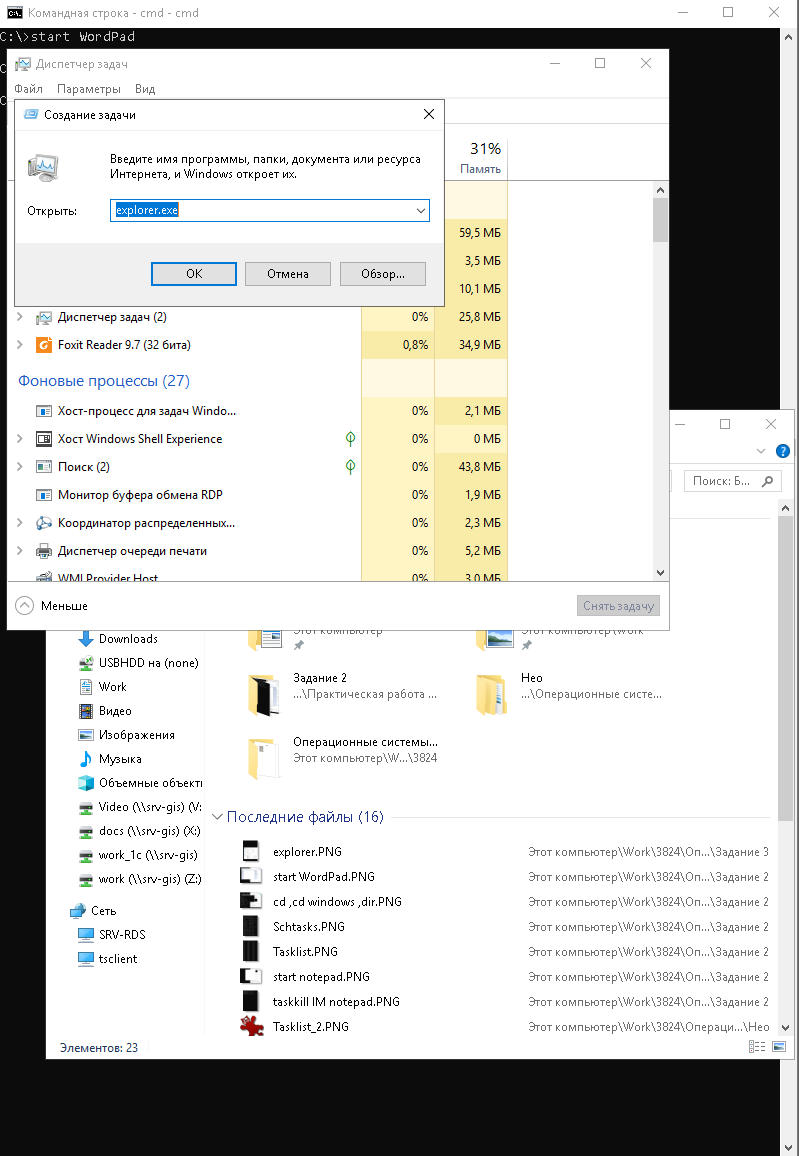 Командная строка - cmd - cmd
C:\>start WordPad
Диспетчер задач
Файл Параметры Вид
Создание задачи
Введите имя программы, папки, документа или ресурса
Интернета, и Windows откроет их.
Открыть: explorer.exe
ОК Отмена Обзор...
31%
Память
59,5 МБ
3,5 МБ
10,1 МБ
Диспетчер задач (2) 0% 25,8 МБ
Foxit Reader 9.7 (32 бита) 0,8% 34,9 МБ
Фоновые процессы (27)
Хост-процесс для задач Windo... 0% 2,1 МБ
Хост Windows Shell Experience 0% 0 МБ
Поиск (2) 0% 43,8 МБ
Монитор буфера обмена RDP 0% 1,9 МБ
Координатор распределенных... 0% 2,3 МБ
Диспетчер очереди печати 0% 5,2 МБ
WMI Provider Host 0% 3,0 МБ
Меньше Снять задачу
Поиск: Б...
Downloads
USBHDD на (none)
Work
Видео
Изображения
Музыка
Объемные объект
Video (\\srv-gis) (V:
docs (\\srv-gis) (X:)
work_1c (\\srv-gis)
work (\\srv-gis) (Z:)
Сеть
SRV-RDS
tsclient
Этот компьютер
Этот компьютер\Work
Задание 2
...\Практическая работа ...
Нео
...\Операционные систе...
Операционные системы...
Этот компьютер\W...\3824
Последние файлы (16)
explorer.PNG Этот компьютер\Work\3824\Оп...\Задание 3
start WordPad.PNG Этот компьютер\Work\3824\Оп...\Задание 2
cd ,cd windows ,dir.PNG Этот компьютер\Work\3824\Оп...\Задание 2
Schtasks.PNG Этот компьютер\Work\3824\Оп...\Задание 2
Tasklist.PNG Этот компьютер\Work\3824\Оп...\Задание 2
start notepad.PNG Этот компьютер\Work\3824\Оп...\Задание 2
taskkill IM notepad.PNG Этот компьютер\Work\3824\Оп...\Задание 2
Tasklist_2.PNG Этот компьютер\Work\3824\Операци...\Нео
Элементов: 23